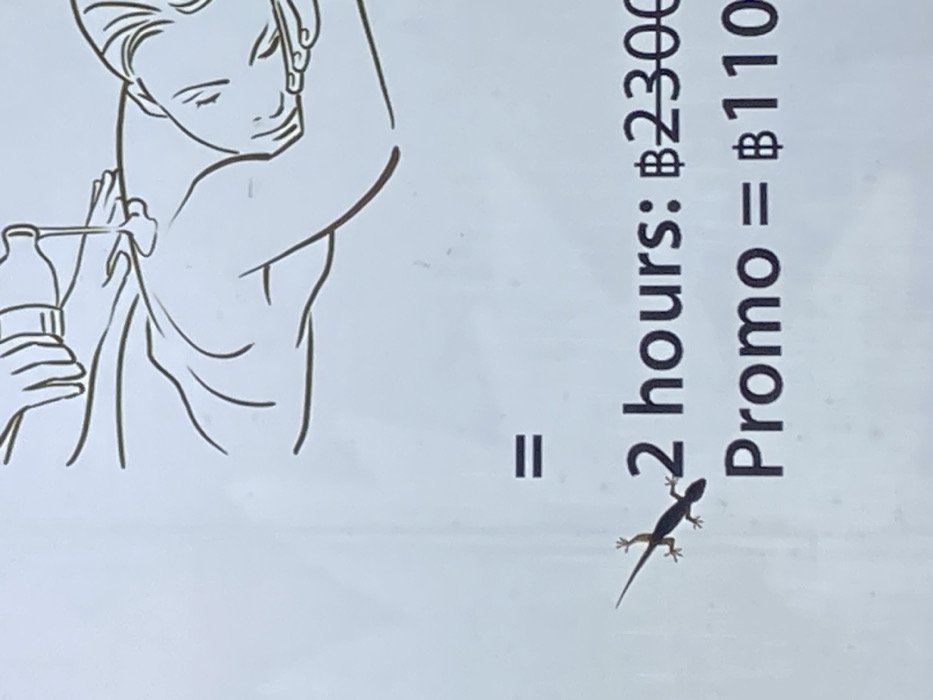 =
2 hours: ฿2300
Promo = ฿110